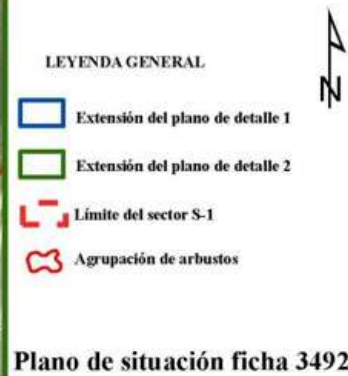 N
LEYENDA GENERAL
Extensión del plano de detalle 1
Extensión del plano de detalle 2
Límite del sector S-1
Agrupación de arbustos
Plano de situación ficha 3492